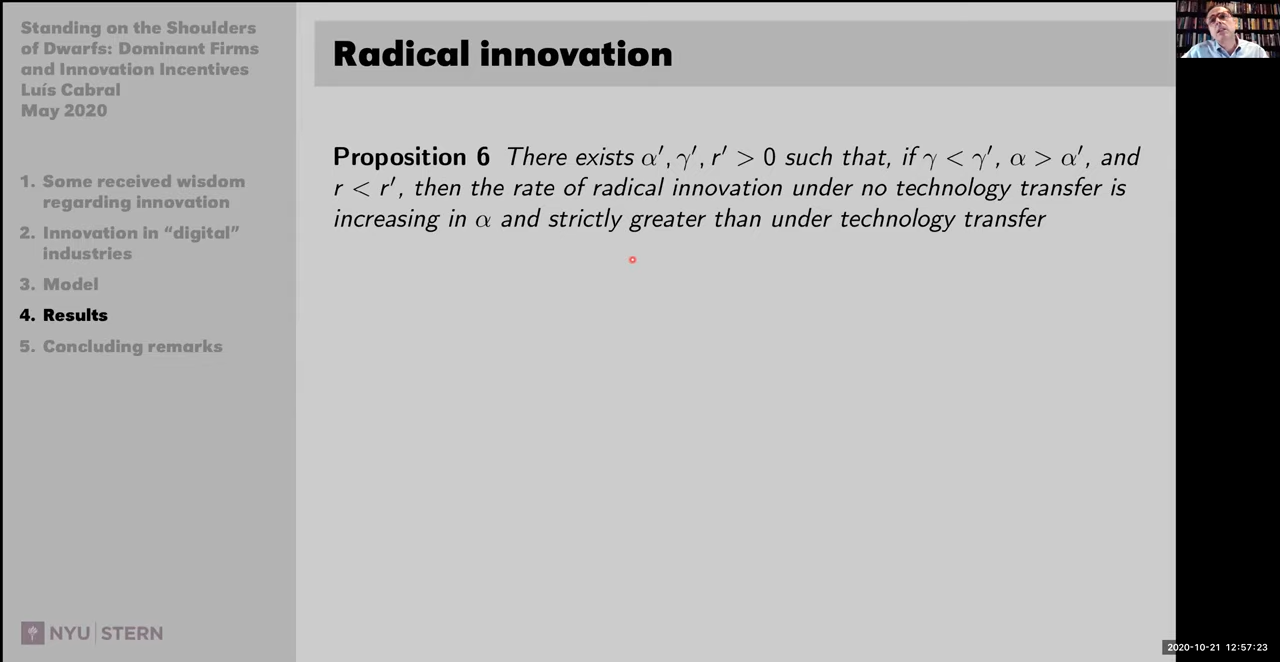 Standing on the Shoulders
of Dwarfs: Dominant Firms
and Innovation Incentives
Luís Cabral
May 2020
1. Some received wisdom
regarding innovation
2. Innovation in “digital”
industries
3. Model
4. Results
5. Concluding remarks
NYU STERN
Radical innovation
Proposition 6 There exists α′, γ′, r′ > 0 such that, if γ < γ′, α > α′, and
r < r′, then the rate of radical innovation under no technology transfer is
increasing in α and strictly greater than under technology transfer
2020-10-21 12:57:23